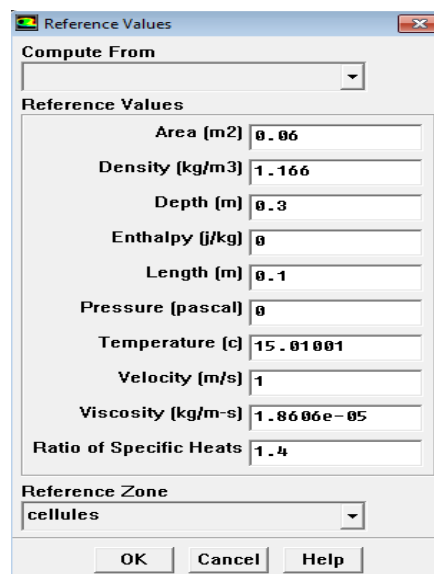 Reference Values
Compute From
Reference Values
Area (m2) 0.06
Density (kg/m3) 1.166
Depth (m) 0.3
Enthalpy (j/kg) 0
Length (m) 0.1
Pressure (pascal) 0
Temperature (c) 15.01001
Velocity (m/s) 1
Viscosity (kg/m-s) 1.8606e-05
Ratio of Specific Heats 1.4
Reference Zone
cellules
OK Cancel Help